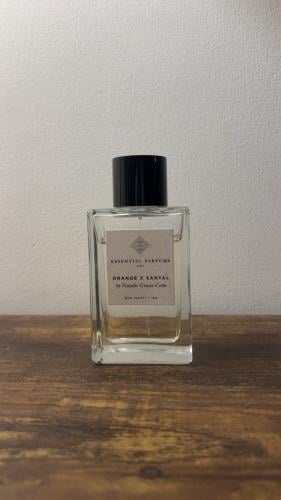 ESSENTIAL PARFUMS
ORANGE X SANTAL
by Natalie Gracia-Cetto